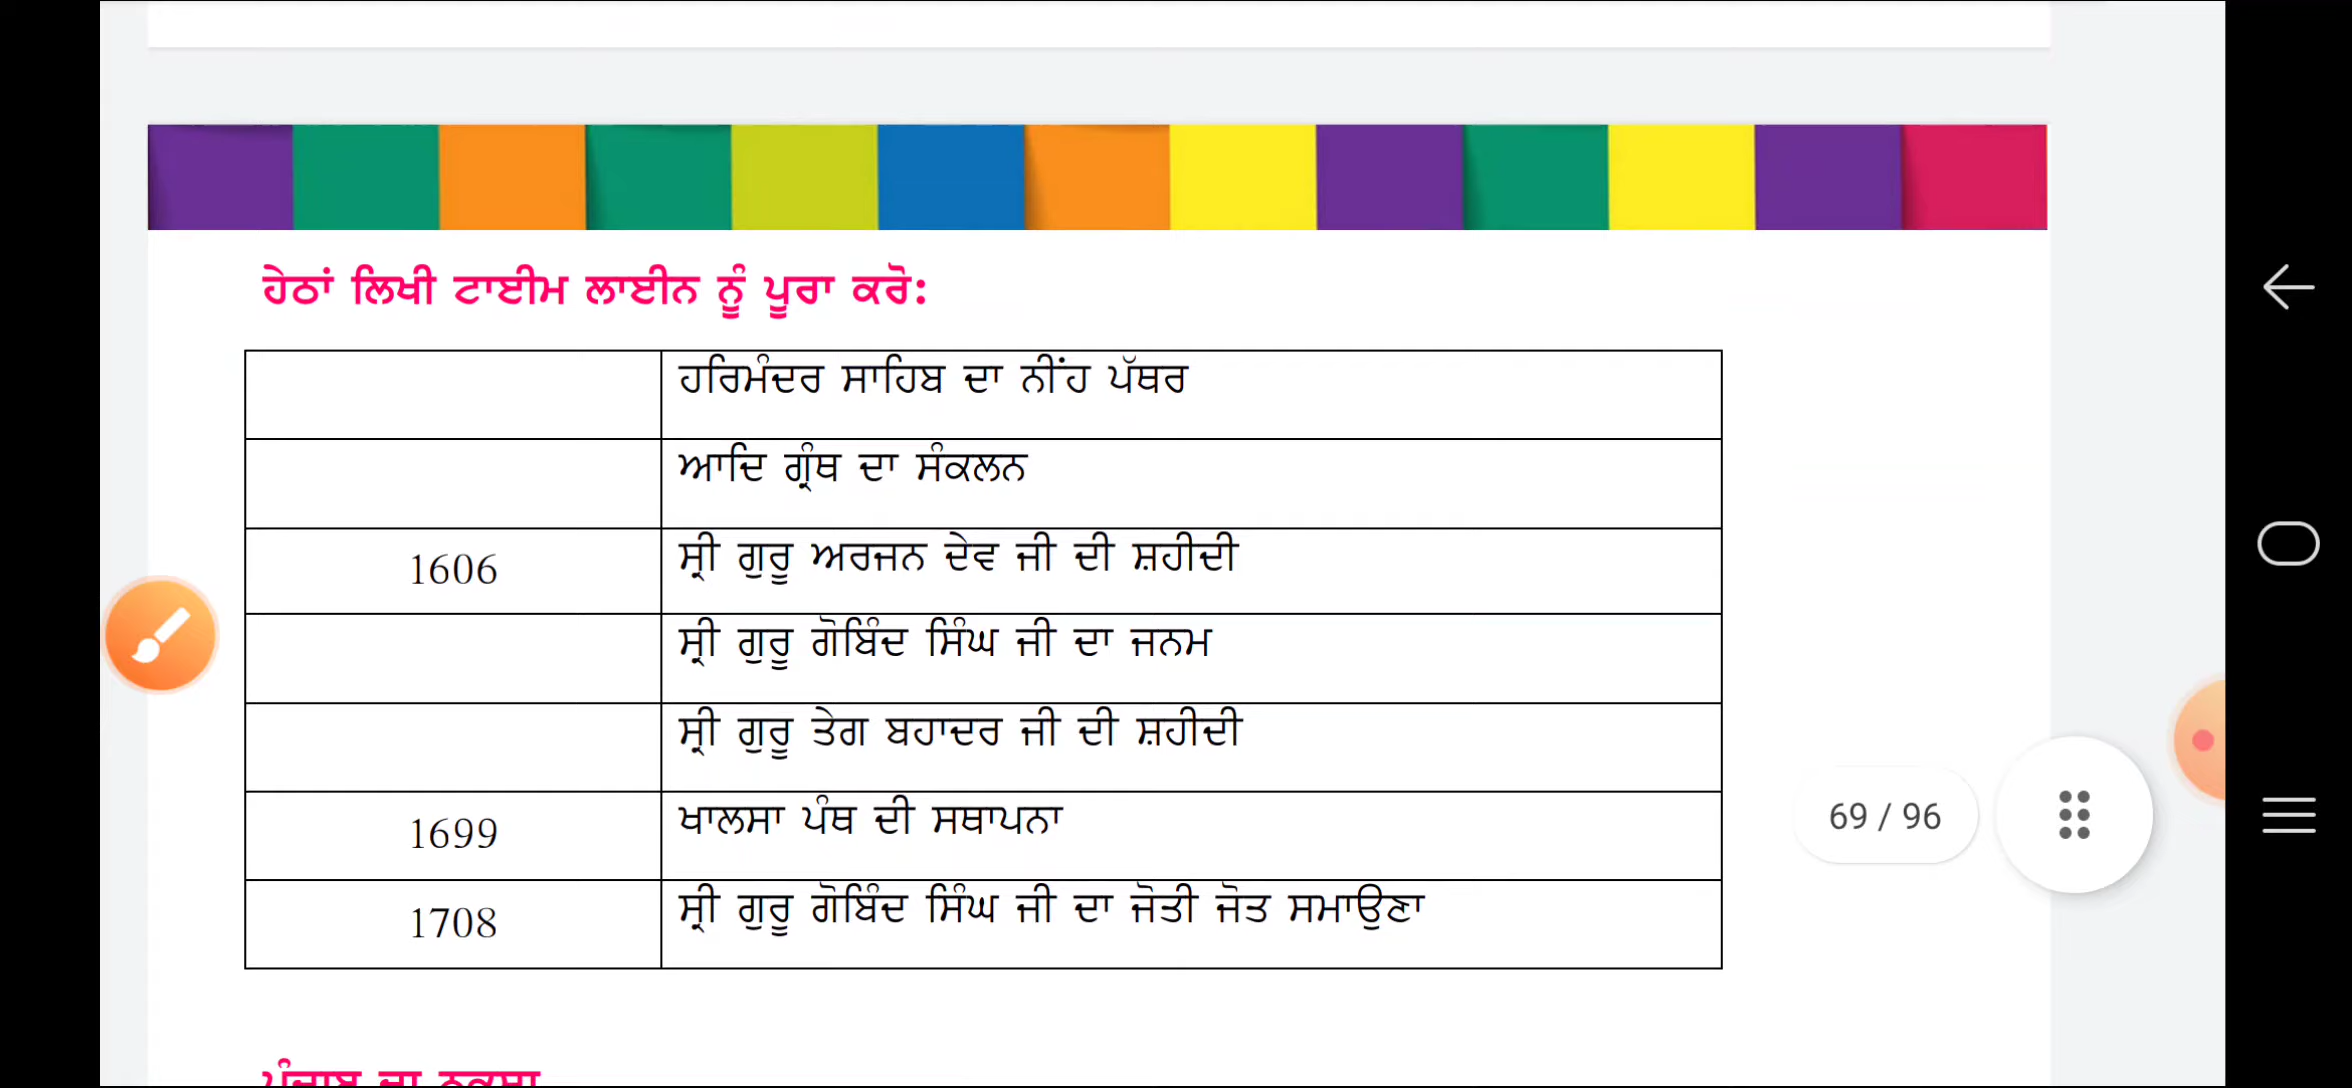 ਹੇਠਾਂ ਲਿਖੀ ਟਾਈਮ ਲਾਈਨ ਨੂੰ ਪੂਰਾ ਕਰੋ:
ਹਰਿਮੰਦਰ ਸਾਹਿਬ ਦਾ ਨੀਂਹ ਪੱਥਰ
ਆਦਿ ਗ੍ਰੰਥ ਦਾ ਸੰਕਲਨ
1606 ਸ੍ਰੀ ਗੁਰੂ ਅਰਜਨ ਦੇਵ ਜੀ ਦੀ ਸ਼ਹੀਦੀ
ਸ੍ਰੀ ਗੁਰੂ ਗੋਬਿੰਦ ਸਿੰਘ ਜੀ ਦਾ ਜਨਮ
ਸ੍ਰੀ ਗੁਰੂ ਤੇਗ ਬਹਾਦਰ ਜੀ ਦੀ ਸ਼ਹੀਦੀ
1699 ਖਾਲਸਾ ਪੰਥ ਦੀ ਸਥਾਪਨਾ
69 / 96
1708 ਸ੍ਰੀ ਗੁਰੂ ਗੋਬਿੰਦ ਸਿੰਘ ਜੀ ਦਾ ਜੋਤੀ ਜੋਤ ਸਮਾਉਣਾ
ਪੰਜਾਬ ਦਾ ਨਕਸ਼ਾ